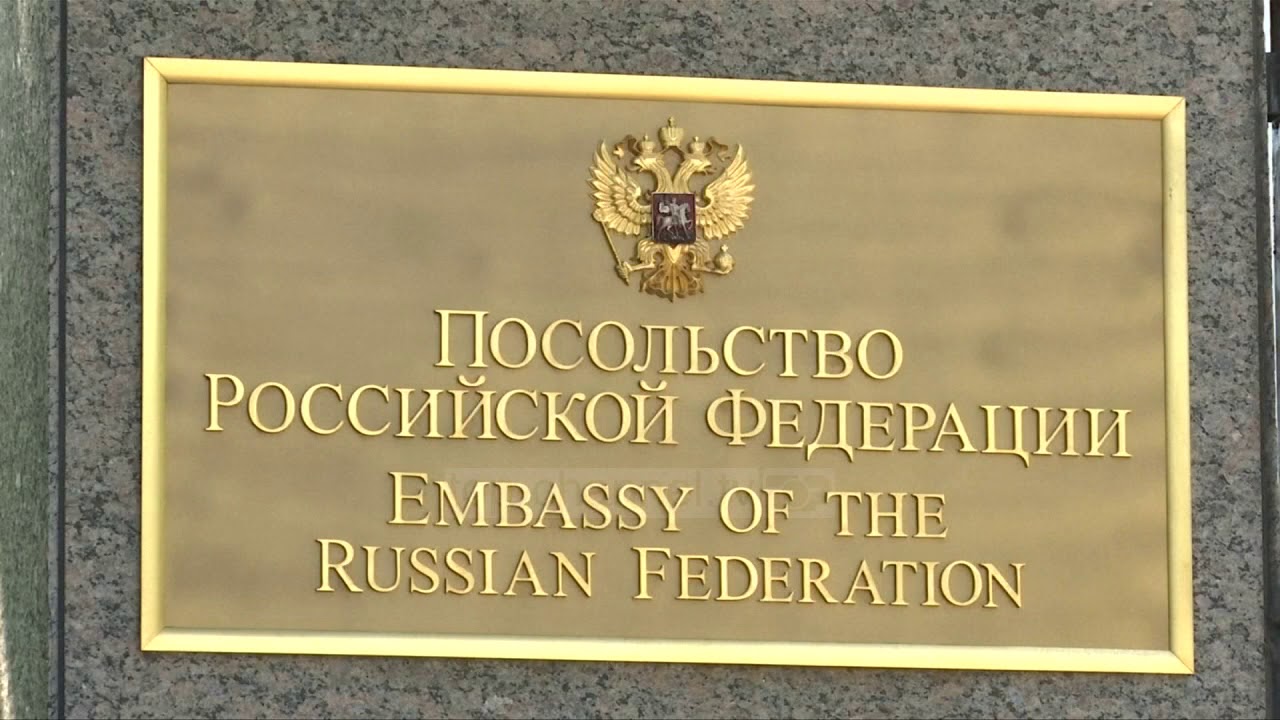 ПОСОЛЬСТВО
РОССИЙСКОЙ ФЕДЕРАЦИИ
EMBASSY OF THE
RUSSIAN FEDERATION